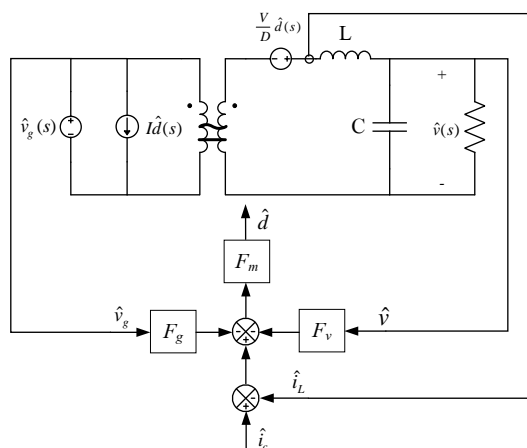 V/D d̂(s)
L
+
v̂_g(s)
+
-
Id̂(s)
- +
C
v̂(s)
-
d̂
F_m
v̂_g
F_g
- -
+
F_v
v̂
î_L
-
+
î_c